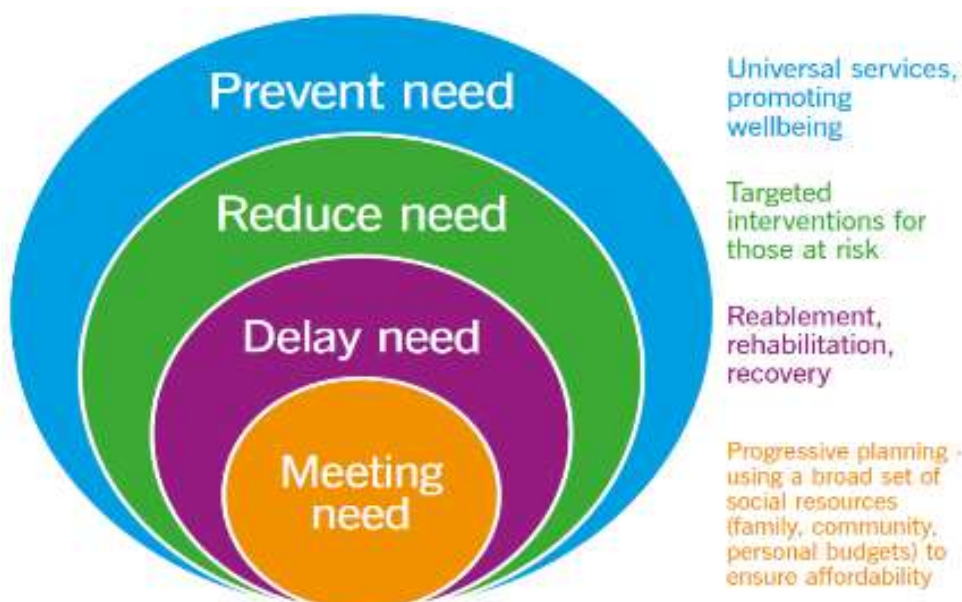 Prevent need
Universal services,
promoting
wellbeing
Reduce need
Targeted
interventions for
those at risk
Delay need
Reablement,
rehabilitation,
recovery
Meeting
need
Progressive planning -
using a broad set of
social resources
(family, community,
personal budgets) to
ensure affordability